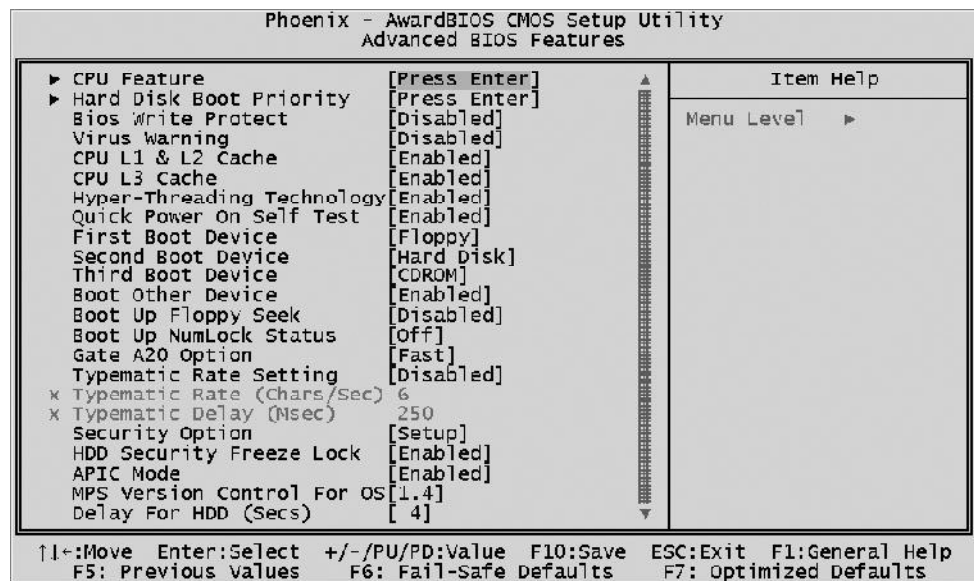 Phoenix - AwardBIOS CMOS Setup Utility
Advanced BIOS Features
▶ CPU Feature [Press Enter]
▶ Hard Disk Boot Priority [Press Enter]
Bios Write Protect [Disabled]
Virus Warning [Disabled]
CPU L1 & L2 Cache [Enabled]
CPU L3 Cache [Enabled]
Hyper-Threading Technology[Enabled]
Quick Power On Self Test [Enabled]
First Boot Device [Floppy]
Second Boot Device [Hard Disk]
Third Boot Device [CDROM]
Boot Other Device [Enabled]
Boot Up Floppy Seek [Disabled]
Boot Up NumLock Status [Off]
Gate A20 Option [Fast]
Typematic Rate Setting [Disabled]
x Typematic Rate (Chars/Sec) 6
x Typematic Delay (Msec) 250
Security Option [Setup]
HDD Security Freeze Lock [Enabled]
APIC Mode [Enabled]
MPS Version Control For OS[1.4]
Delay For HDD (Secs) [ 4]
Item Help
Menu Level ▶
↑↓←:Move Enter:Select +/-/PU/PD:Value F10:Save ESC:Exit F1:General Help
F5: Previous Values F6: Fail-Safe Defaults F7: Optimized Defaults